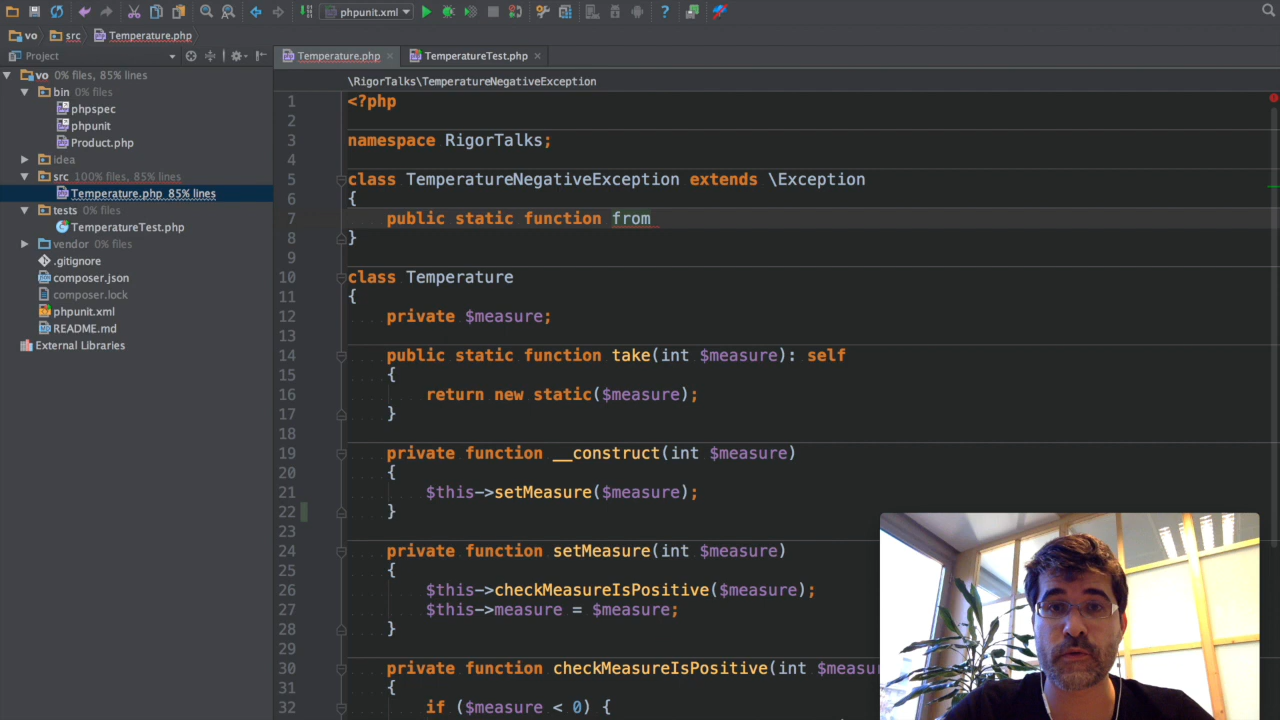 phpunit.xml
vo
src
Temperature.php
Project
Temperature.php
TemperatureTest.php
vo 0% files, 85% lines
bin 0% files
phpspec
phpunit
Product.php
idea
src 100% files, 85% lines
Temperature.php 85% lines
tests 0% files
TemperatureTest.php
vendor 0% files
.gitignore
composer.json
composer.lock
phpunit.xml
README.md
External Libraries
\RigorTalks\TemperatureNegativeException
1 <?php
2
3 namespace RigorTalks;
4
5 class TemperatureNegativeException extends \Exception
6 {
7 public static function from
8 }
9
10 class Temperature
11 {
12 private $measure;
13
14 public static function take(int $measure): self
15 {
16 return new static($measure);
17 }
18
19 private function __construct(int $measure)
20 {
21 $this->setMeasure($measure);
22 }
23
24 private function setMeasure(int $measure)
25 {
26 $this->checkMeasureIsPositive($measure);
27 $this->measure = $measure;
28 }
29
30 private function checkMeasureIsPositive(int $measu
31 {
32 if ($measure < 0) {